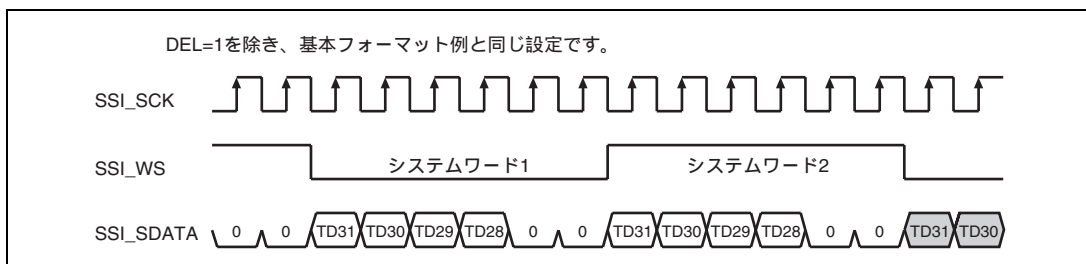 DEL=1を除き、基本フォーマット例と同じ設定です。
SSI_SCK
SSI_WS システムワード1 システムワード2
SSI_SDATA 0 0 TD31 TD30 TD29 TD28 0 0 TD31 TD30 TD29 TD28 0 0 TD31 TD30